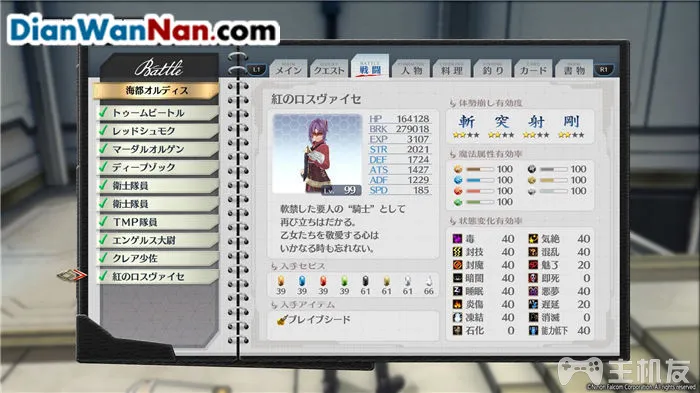 DianWanNan.com
Battle
L1
メイン
クエスト
BATTLE
戦闘
人物
料理
釣り
カード
書物
R1
海都オルディス
トゥームビートル
レッドシュモク
マーダルオルゲン
ディープゾック
衛士隊員
衛士隊員
TMP隊員
エンゲルス大尉
クレア少佐
紅のロスヴァイセ
紅のロスヴァイセ
Lv. 99
HP 164128
BRK 279018
EXP 3107
STR 2021
DEF 1724
ATS 1427
ADF 1229
SPD 185
軟禁した要人の“騎士”として
再び立ちはだかる。
乙女たちを敬愛する心は
いかなる時も忘れない。
入手セピス
39 39 39 39 61 61 61 66
入手アイテム
ブレイブシード
体勢崩し有効度
斬 突 射 剛
魔法属性有効率
100 100
100 100
100 100
100
状態変化有効率
毒 40 気絶 40
封技 40 混乱 40
封魔 40 魅了 20
暗闇 40 即死 0
睡眠 40 悪夢 40
炎傷 40 遅延 20
凍結 40 消滅 0
石化 0 能力低下 40
主机友
©Nihon Falcom Corporation. All rights reserved.